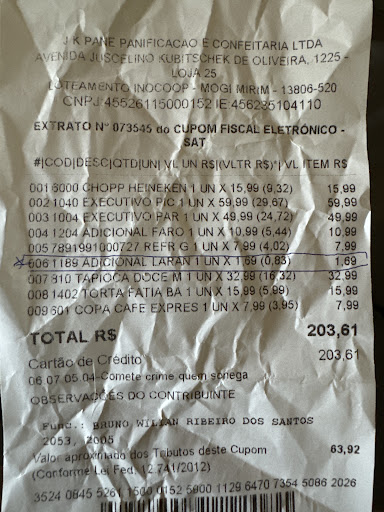 J K PANE PANIFICACAO E CONFEITARIA LTDA
AVENIDA JUSCELINO KUBITSCHEK DE OLIVEIRA, 1225 -
LOJA 25
LOTEAMENTO INOCOOP - MOGI MIRIM - 13806-520
CNPJ 45526115000152 IE 456285104110
EXTRATO Nº 073545 do CUPOM FISCAL ELETRÔNICO -
SAT
#|COD|DESC|QTD|UN| VL UN R$|(VLTR R$)*| VL ITEM R$
001 6000 CHOPP HEINEKEN 1 UN X 15,99 (9,32) 15,99
002 1040 EXECUTIVO PIC 1 UN X 59,99 (29,67) 59,99
003 1004 EXECUTIVO PAR 1 UN X 49,99 (24,72) 49,99
004 1204 ADICIONAL FARO 1 UN X 10,99 (5,44) 10,99
005 7891991000727 REFR G 1 UN X 7,99 (4,02) 7,99
006 1189 ADICIONAL LARAN 1 UN X 1,69 (0,83) 1,69
007 810 TAPIOCA DOCE M 1 UN X 32,99 (16,32) 32,99
008 1402 TORTA FATIA BA 1 UN X 15,99 (5,99) 15,99
009 601 COPA CAFE EXPRES 1 UN X 7,99 (3,95) 7,99
TOTAL R$ 203,61
Cartão de Crédito 203,61
06 07 05 04 Comete crime quem sonega
OBSERVAÇÕES DO CONTRIBUINTE
Func.: BRUNO WILIAN RIBEIRO DOS SANTOS
2053, 2005
Valor aproximado dos Tributos deste Cupom 63,92
(Conforme Lei Fed. 12.741/2012)
3524 0845 5261 1500 0152 5900 1129 6470 7354 5086 2026